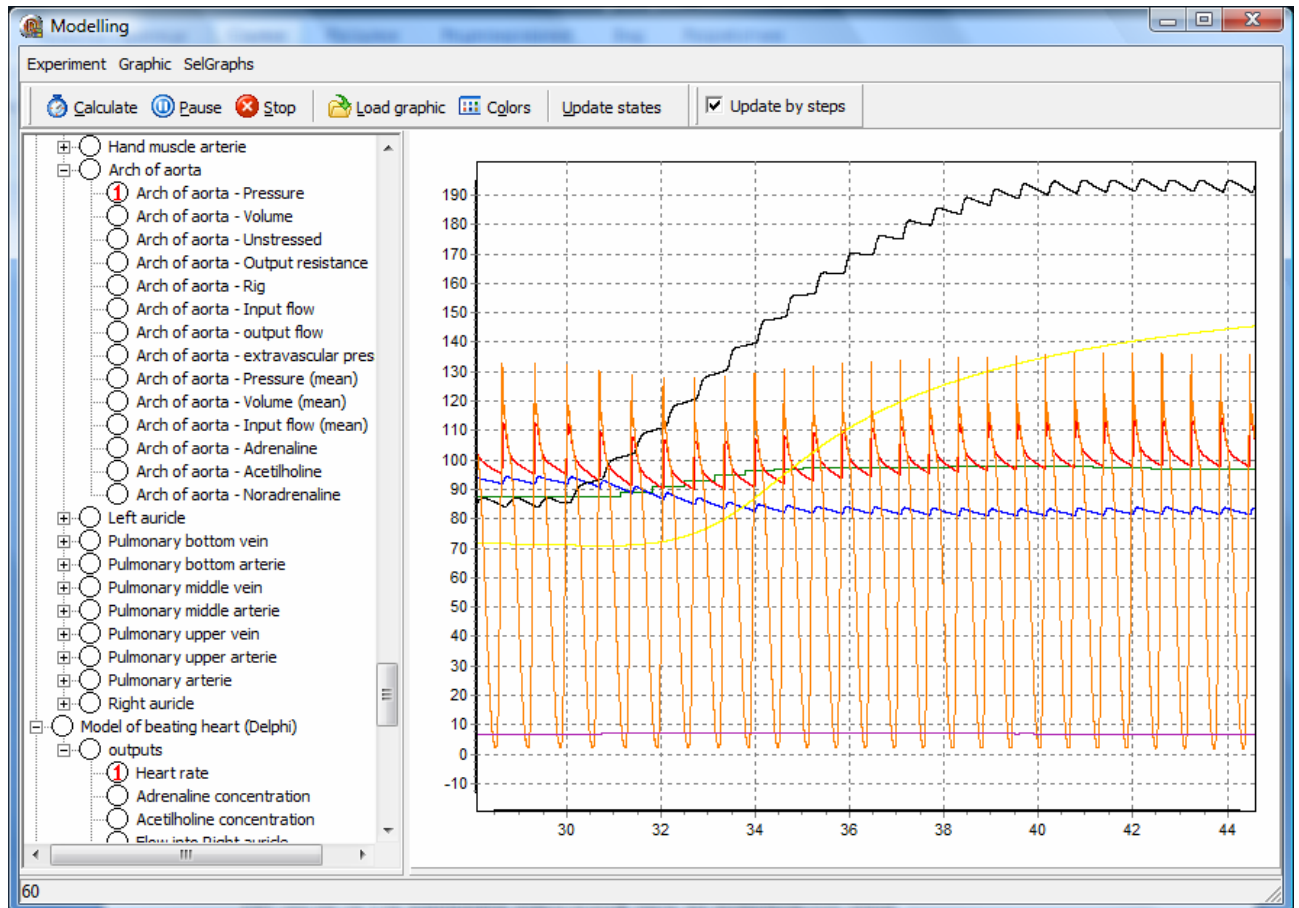 Modelling
Experiment Graphic SelGraphs
Calculate Pause Stop Load graphic Colors Update states Update by steps
Hand muscle arterie
Arch of aorta
1 Arch of aorta - Pressure
Arch of aorta - Volume
Arch of aorta - Unstressed
Arch of aorta - Output resistance
Arch of aorta - Rig
Arch of aorta - Input flow
Arch of aorta - output flow
Arch of aorta - extravascular pres
Arch of aorta - Pressure (mean)
Arch of aorta - Volume (mean)
Arch of aorta - Input flow (mean)
Arch of aorta - Adrenaline
Arch of aorta - Acetilholine
Arch of aorta - Noradrenaline
Left auricle
Pulmonary bottom vein
Pulmonary bottom arterie
Pulmonary middle vein
Pulmonary middle arterie
Pulmonary upper vein
Pulmonary upper arterie
Pulmonary arterie
Right auricle
Model of beating heart (Delphi)
outputs
1 Heart rate
Adrenaline concentration
Acetilholine concentration
Flow into Right auricle
190
180
170
160
150
140
130
120
110
100
90
80
70
60
50
40
30
20
10
0
-10
30 32 34 36 38 40 42 44
60